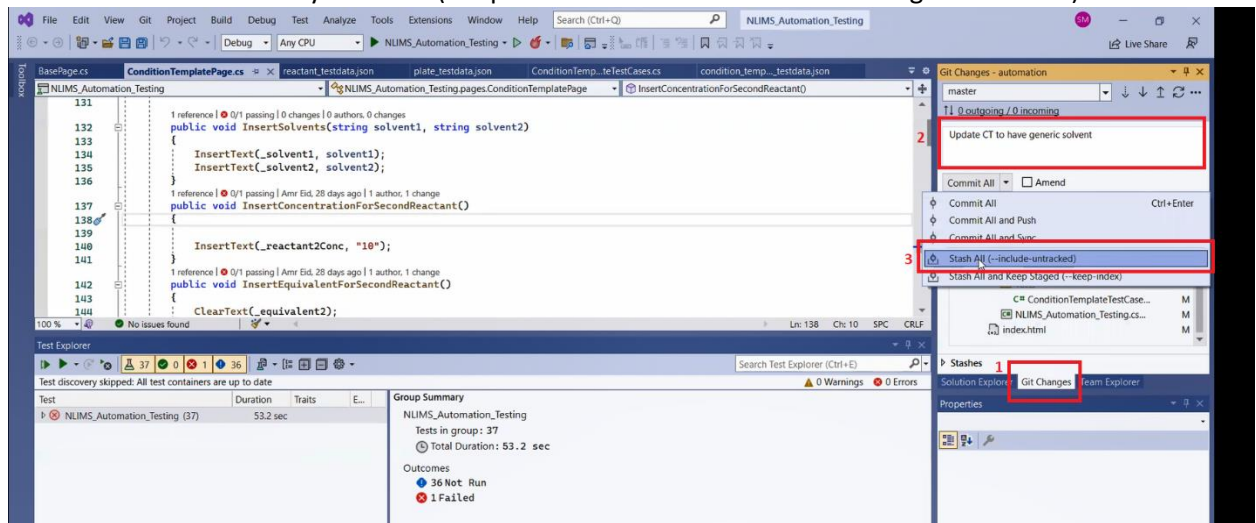 File Edit View Git Project Build Debug Test Analyze Tools Extensions Window Help Search (Ctrl+Q) NLIMS_Automation_Testing SM
Debug Any CPU NLIMS_Automation_Testing Live Share
Toolbox
BasePage.cs ConditionTemplatePage.cs reactant_testdata.json plate_testdata.json ConditionTemp...teTestCases.cs condition_temp..._testdata.json
NLIMS_Automation_Testing NLIMS_Automation_Testing.pages.ConditionTemplatePage InsertConcentrationForSecondReactant()
131
1 reference | 0/1 passing | 0 changes | 0 authors, 0 changes
132 public void InsertSolvents(string solvent1, string solvent2)
133 {
134 InsertText(_solvent1, solvent1);
135 InsertText(_solvent2, solvent2);
136 }
1 reference | 0/1 passing | Amr Eid, 28 days ago | 1 author, 1 change
137 public void InsertConcentrationForSecondReactant()
138 {
139
140 InsertText(_reactant2Conc, "10");
141 }
1 reference | 0/1 passing | Amr Eid, 28 days ago | 1 author, 1 change
142 public void InsertEquivalentForSecondReactant()
143 {
144 ClearText(_equivalent2);
100 % No issues found Ln: 138 Ch: 10 SPC CRLF
Git Changes - automation
master
0 outgoing / 0 incoming
2
Update CT to have generic solvent
Commit All Amend
Commit All Ctrl+Enter
Commit All and Push
Commit All and Sync
3 Stash All (--include-untracked)
Stash All and Keep Staged (--keep-index)
C# ConditionTemplateTestCase... M
C# NLIMS_Automation_Testing.cs... M
index.html M
Stashes 1
Solution Explorer Git Changes Team Explorer
Properties
Test Explorer
37 0 1 36 Search Test Explorer (Ctrl+E)
Test discovery skipped: All test containers are up to date 0 Warnings 0 Errors
Test Duration Traits E...
NLIMS_Automation_Testing (37) 53.2 sec
Group Summary
NLIMS_Automation_Testing
Tests in group: 37
Total Duration: 53.2 sec
Outcomes
36 Not Run
1 Failed